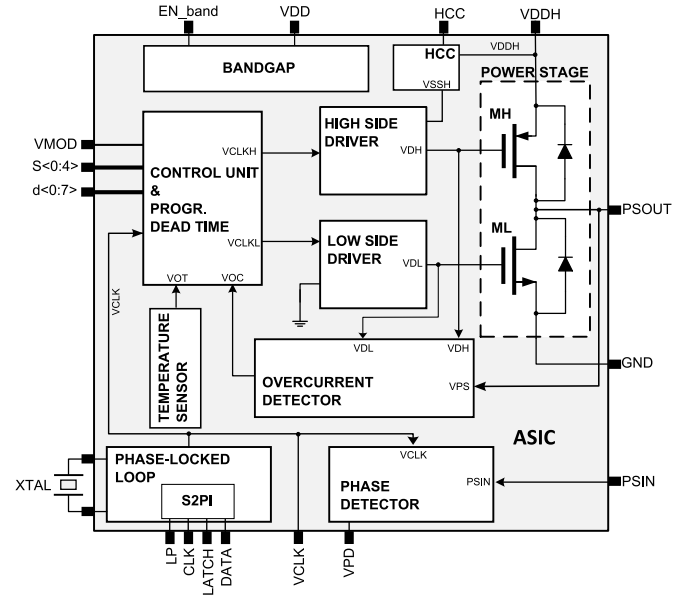 EN_band
VDD
HCC
VDDH
BANDGAP
HCC
VDDH
VSSH
POWER STAGE
VMOD
S<0:4>
d<0:7>
CONTROL UNIT
&
PROGR.
DEAD TIME
VCLKH
VCLKL
VOT
VOC
HIGH SIDE
DRIVER
VDH
MH
LOW SIDE
DRIVER
VDL
ML
PSOUT
VCLK
TEMPERATURE
SENSOR
VDL
VDH
OVERCURRENT
DETECTOR
VPS
GND
ASIC
XTAL
PHASE-LOCKED
LOOP
S2PI
VCLK
PHASE
DETECTOR
PSIN
PSIN
LP
CLK
LATCH
DATA
VCLK
VPD